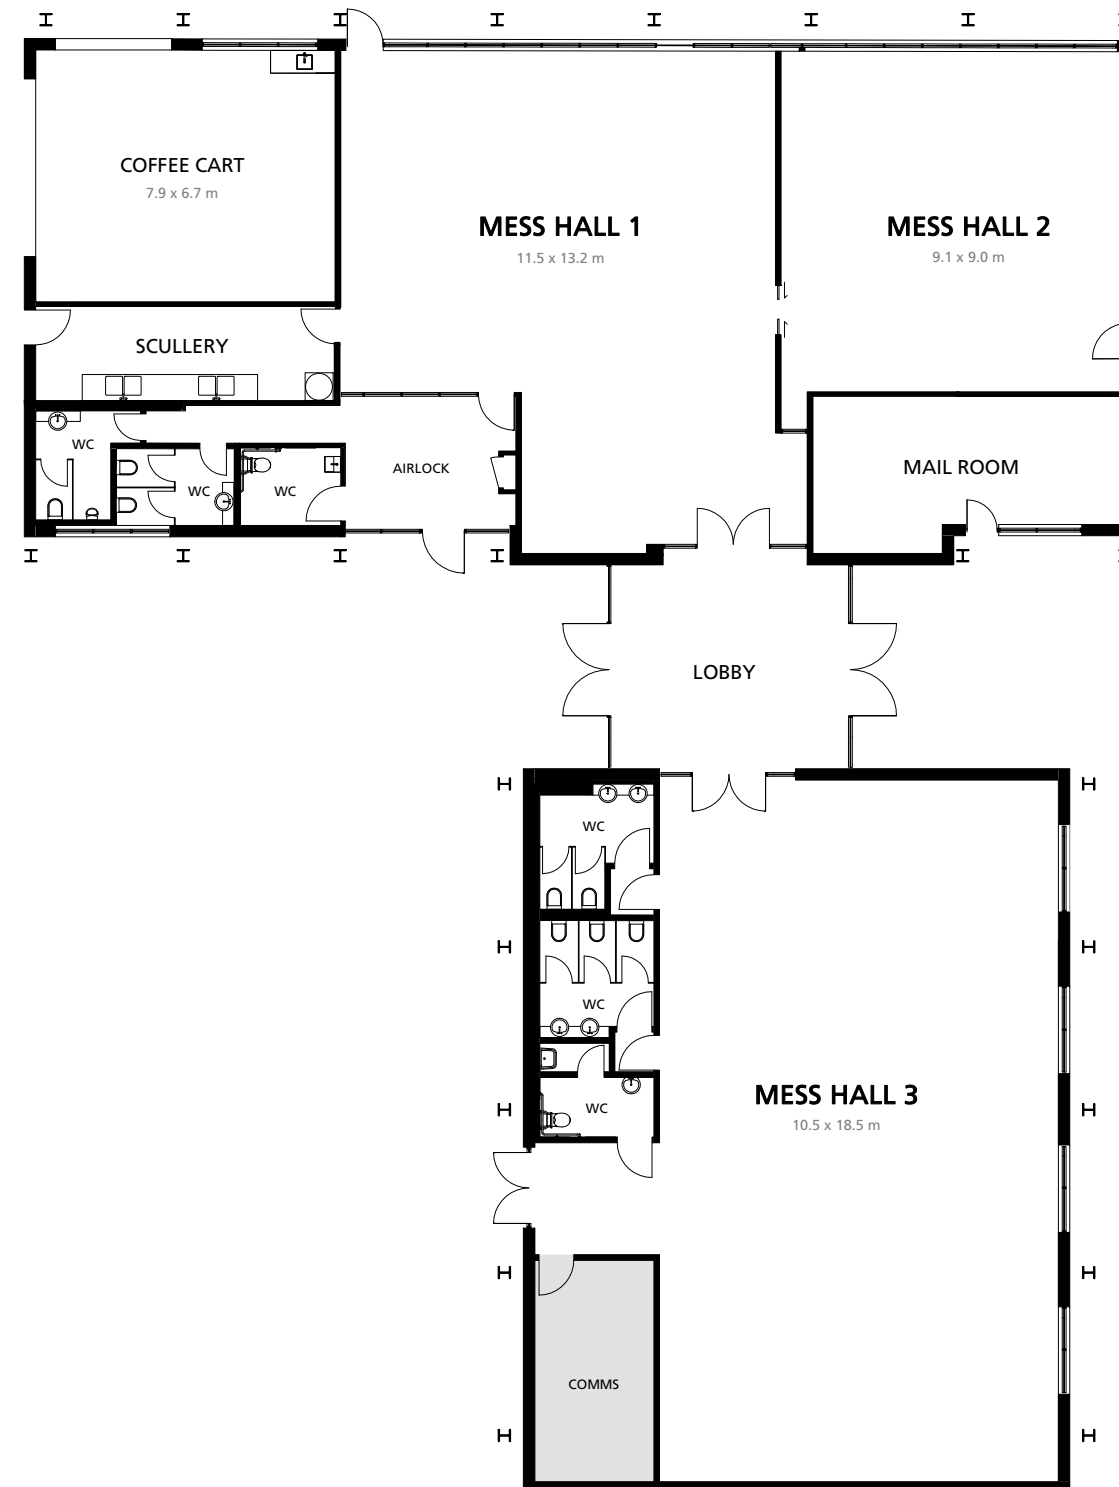 COFFEE CART
7.9 x 6.7 m
MESS HALL 1
11.5 x 13.2 m
MESS HALL 2
9.1 x 9.0 m
SCULLERY
WC
WC
WC
AIRLOCK
MAIL ROOM
LOBBY
WC
WC
WC
MESS HALL 3
10.5 x 18.5 m
COMMS